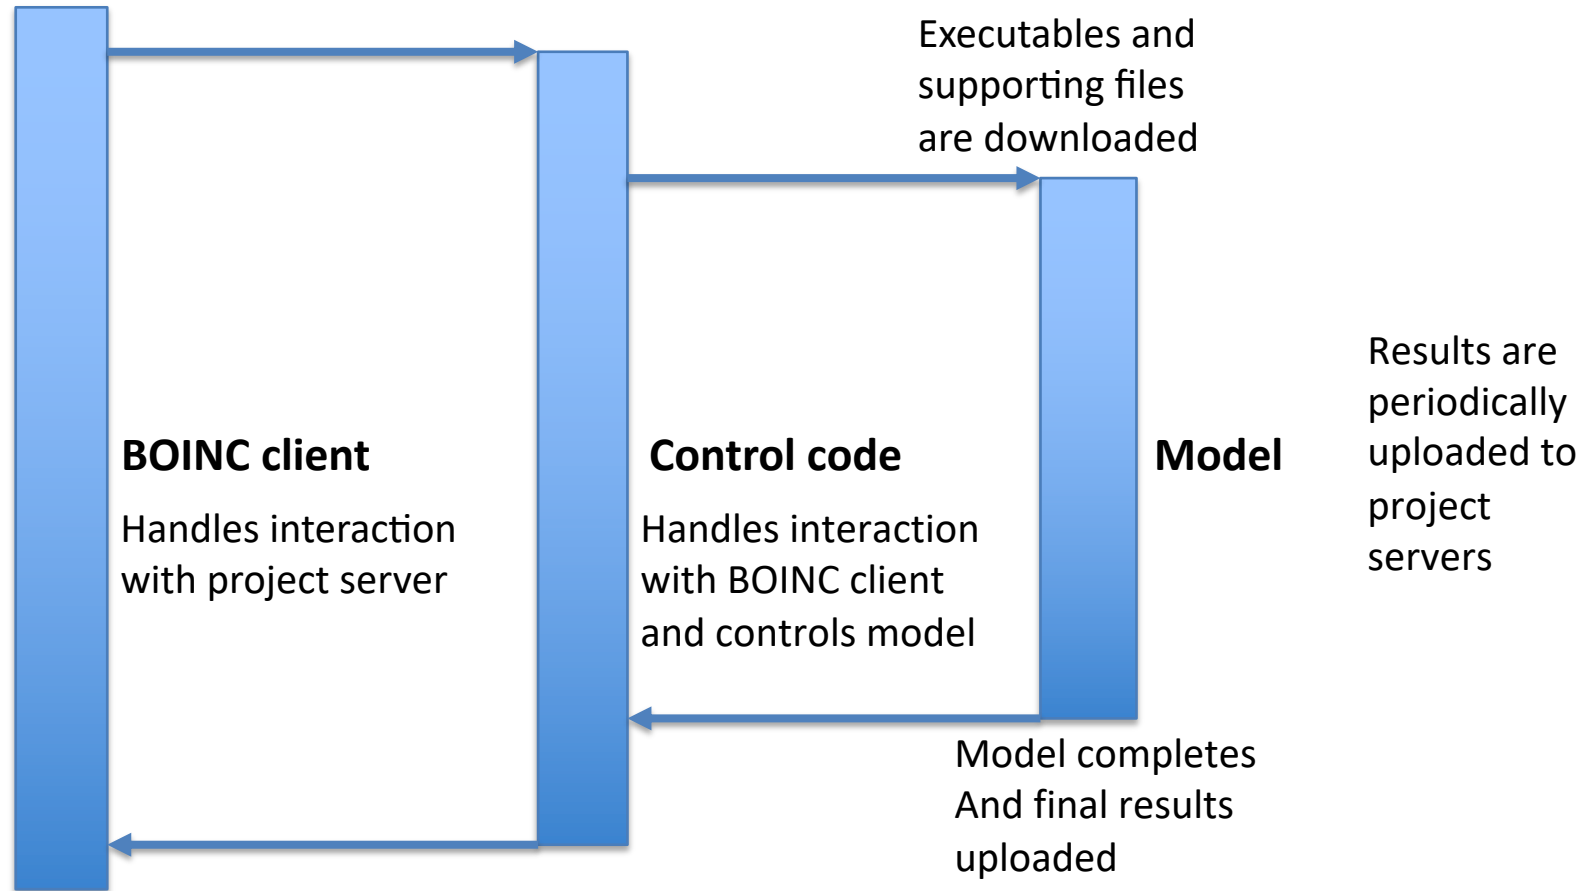 Executables and
supporting files
are downloaded
BOINC client
Handles interaction
with project server
Control code
Handles interaction
with BOINC client
and controls model
Model
Results are
periodically
uploaded to
project
servers
Model completes
And final results
uploaded